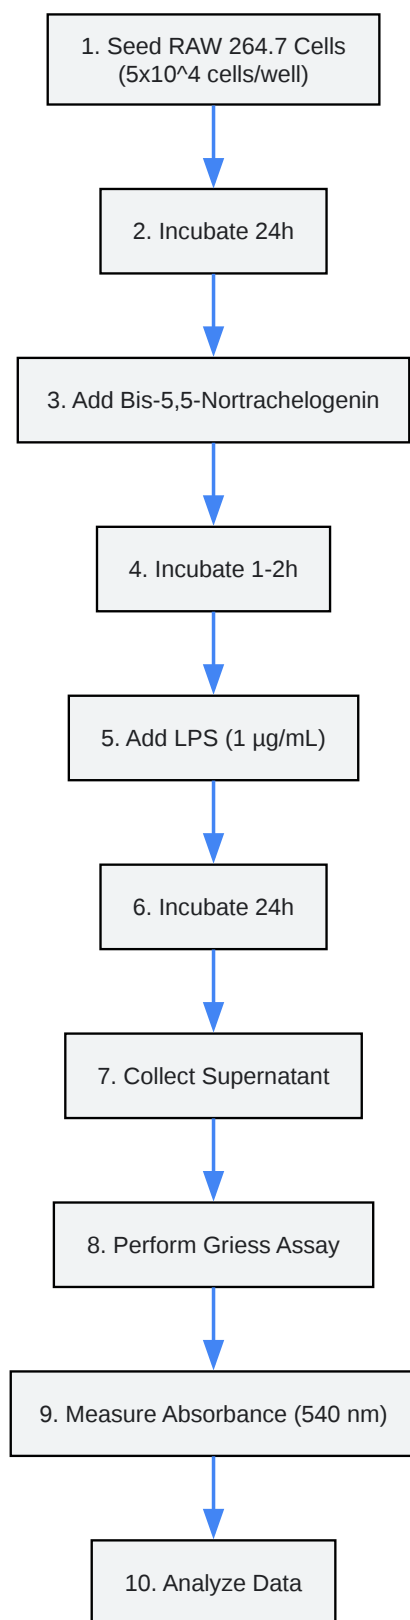 1. Seed RAW 264.7 Cells
(5x10^4 cells/well)
2. Incubate 24h
3. Add Bis-5,5-Nortrachelogenin
4. Incubate 1-2h
5. Add LPS (1 µg/mL)
6. Incubate 24h
7. Collect Supernatant
8. Perform Griess Assay
9. Measure Absorbance (540 nm)
10. Analyze Data